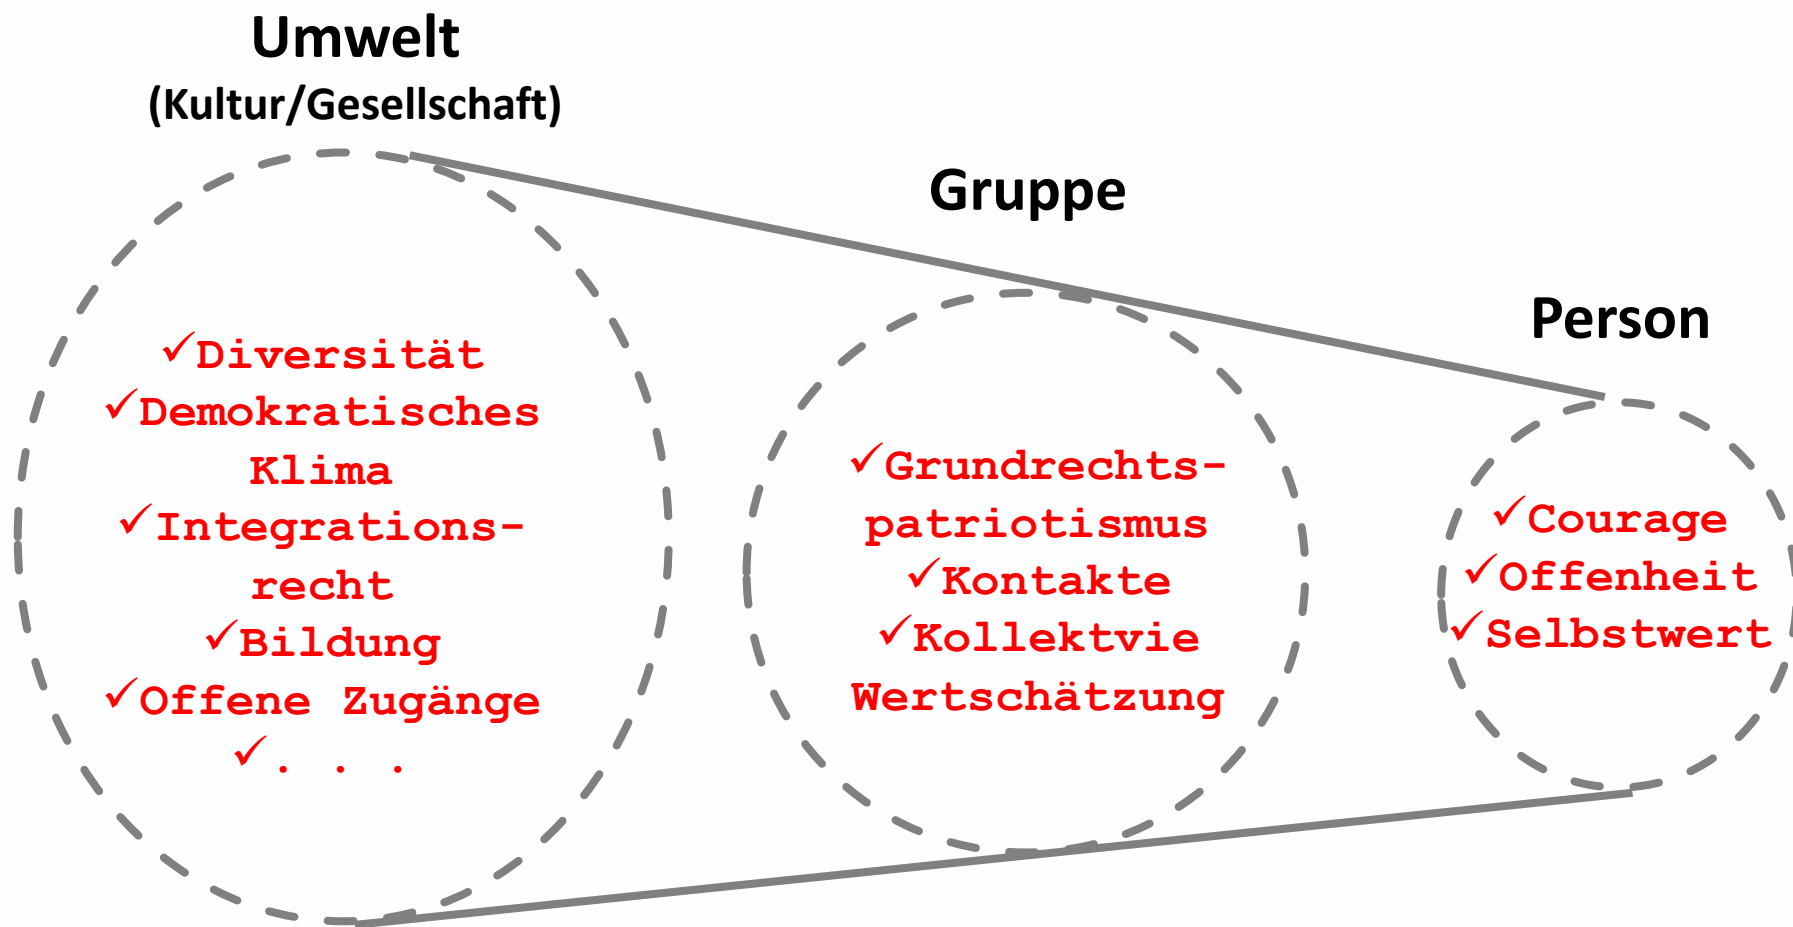 Umwelt
(Kultur/Gesellschaft)
✓Diversität
✓Demokratisches
Klima
✓Integrations-
recht
✓Bildung
✓Offene Zugänge
✓. . .
Gruppe
✓Grundrechts-
patriotismus
✓Kontakte
✓Kollektvie
Wertschätzung
Person
✓Courage
✓Offenheit
✓Selbstwert